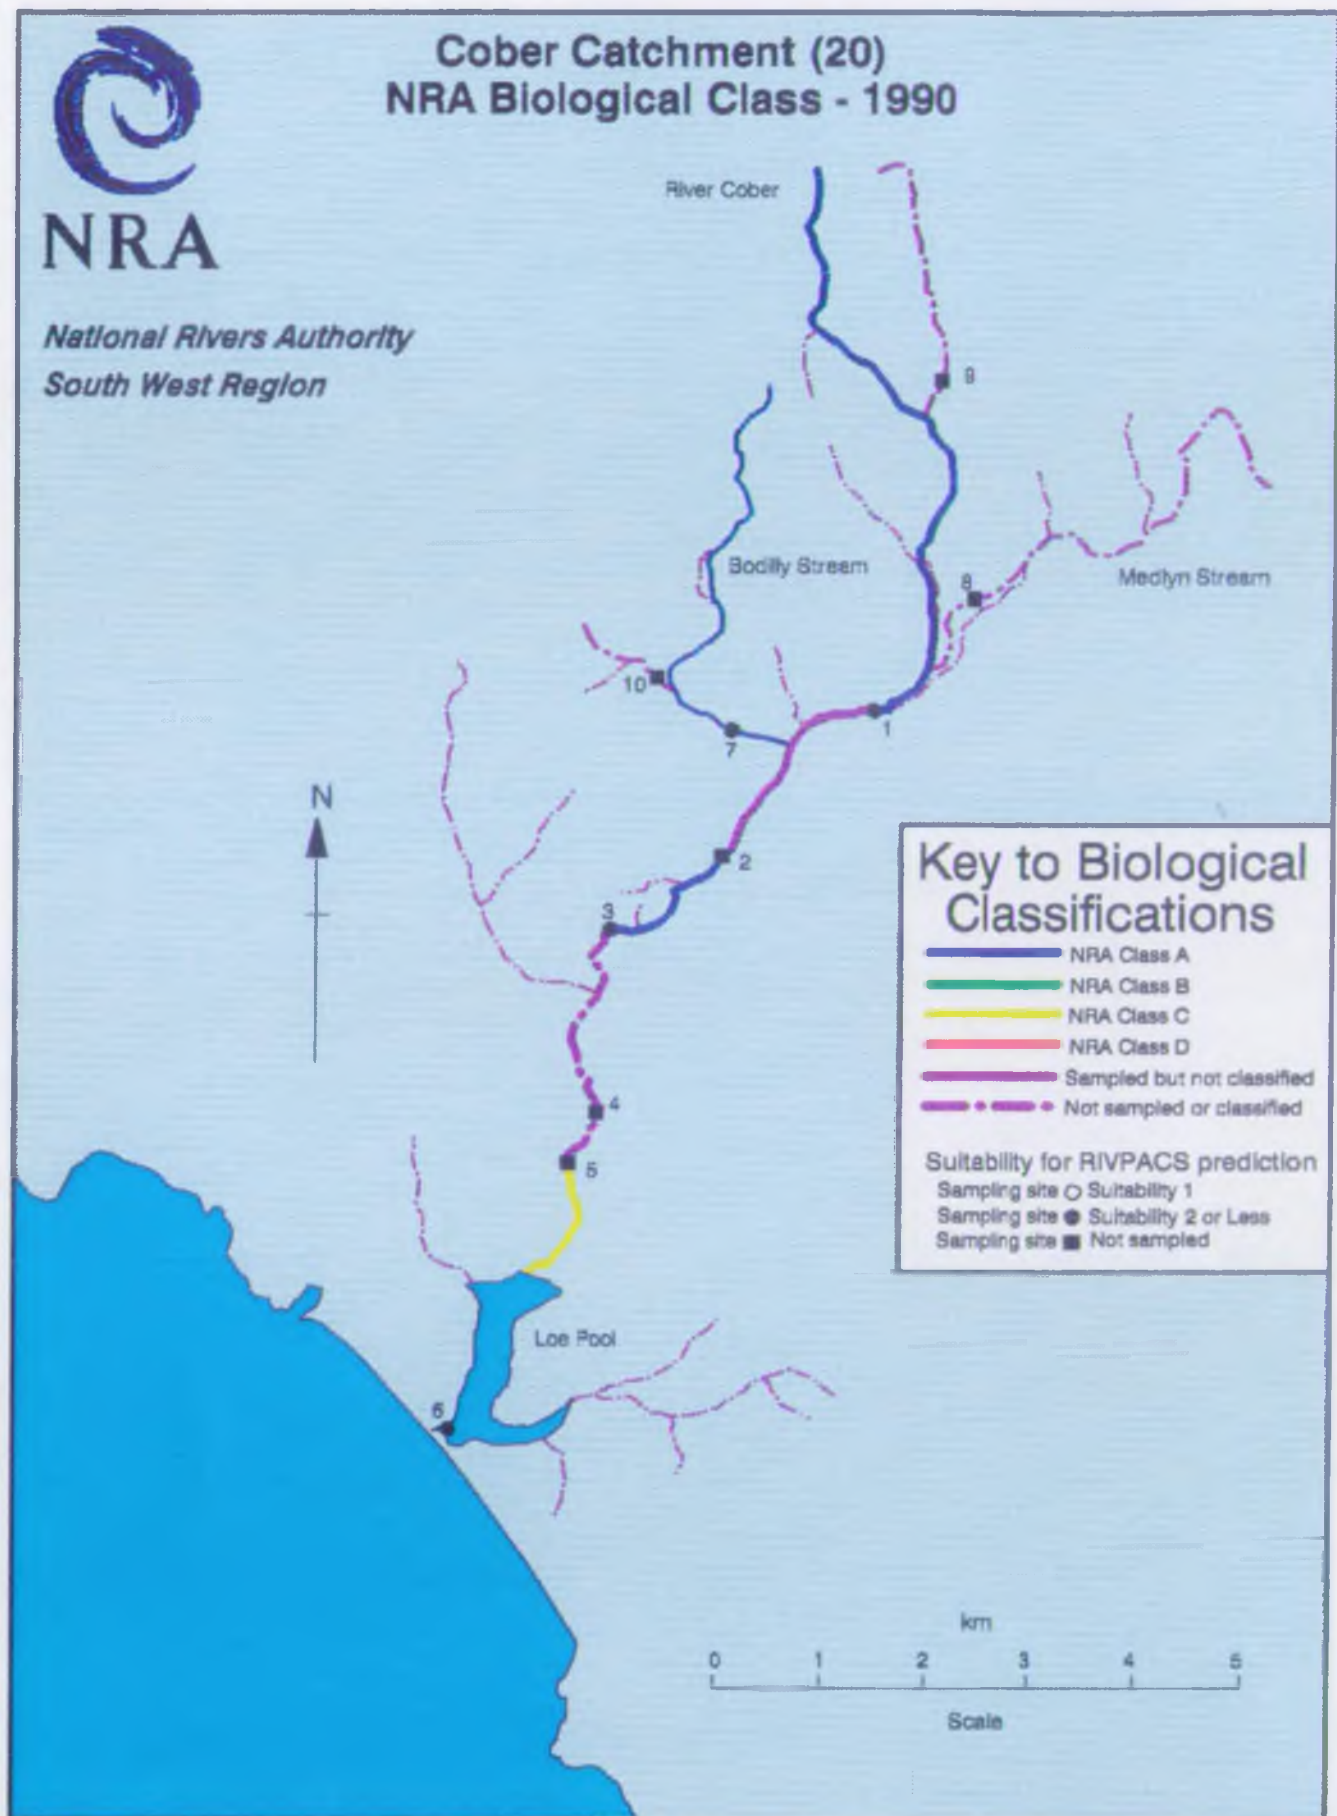 Cober Catchment (20)
NRA Biological Class - 1990
NRA
National Rivers Authority
South West Region
River Cober
9
Bodilly Stream
8
Medlyn Stream
10
7
1
2
3
N
4
5
6
Loe Pool
Key to Biological
Classifications
NRA Class A
NRA Class B
NRA Class C
NRA Class D
Sampled but not classified
Not sampled or classified
Suitability for RIVPACS prediction
Sampling site Suitability 1
Sampling site Suitability 2 or Less
Sampling site Not sampled
km
0 1 2 3 4 5
Scale